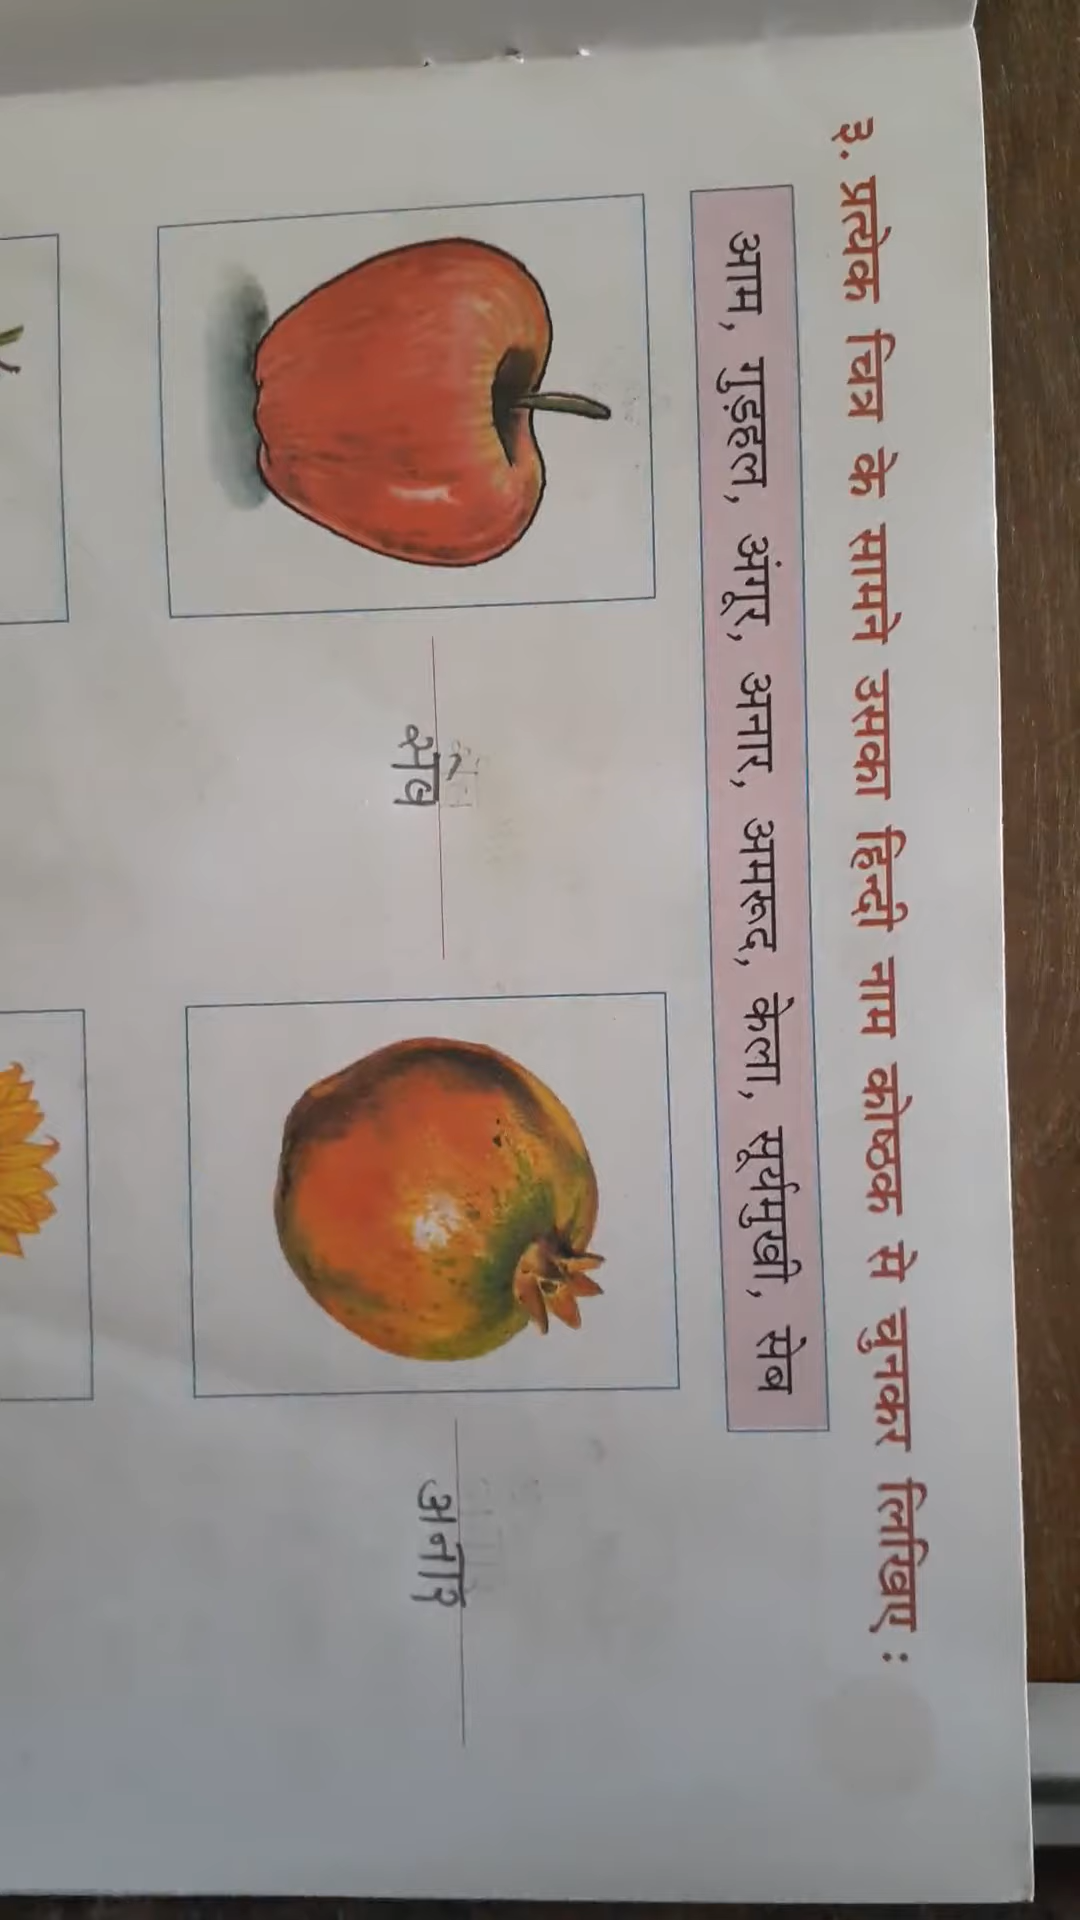 ३. प्रत्येक चित्र के सामने उसका हिन्दी नाम कोष्ठक से चुनकर लिखिए :
आम, गुड़हल, अंगूर, अनार, अमरूद, केला, सूर्यमुखी, सेब
सेब
अनार